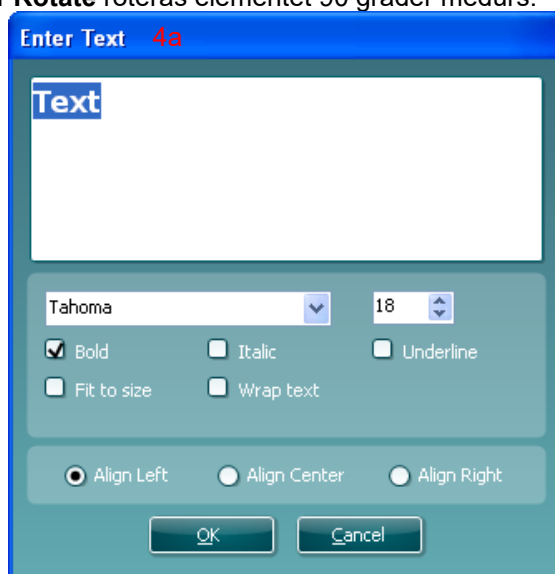 Rotate roteras elementet 90 grader medurs.
Enter Text 4a
Text
Tahoma 18
Bold Italic Underline
Fit to size Wrap text
Align Left Align Center Align Right
OK Cancel